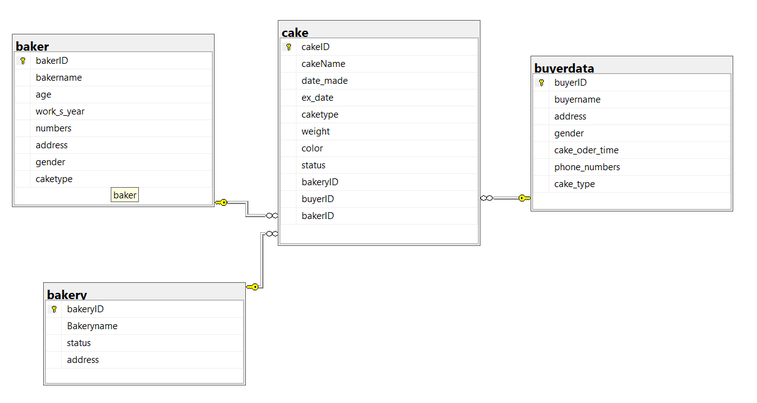 baker
bakerID
bakername
age
work_s_year
numbers
address
gender
caketype
baker
cake
cakeID
cakeName
date_made
ex_date
caketype
weight
color
status
bakeryID
buyerID
bakerID
buyerdata
buyerID
buyername
address
gender
cake_oder_time
phone_numbers
cake_type
bakery
bakeryID
Bakeryname
status
address